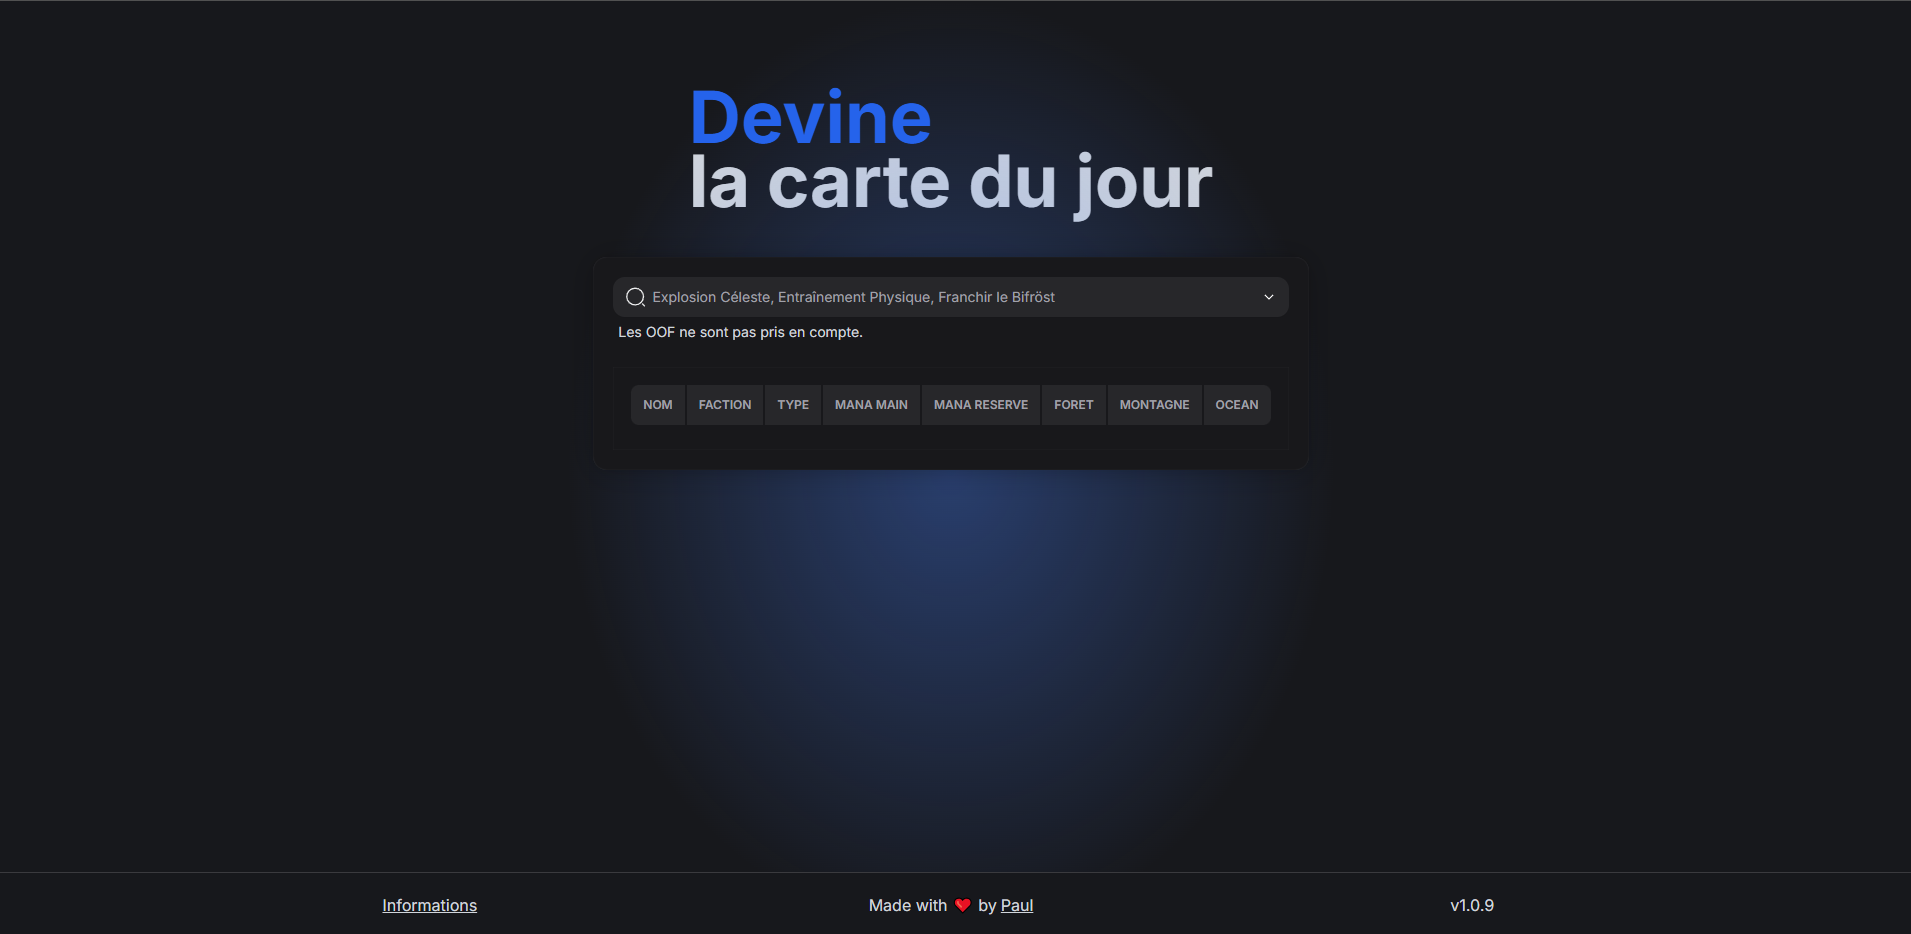 Devine
la carte du jour
Explosion Céleste, Entraînement Physique, Franchir le Bifröst
Les OOF ne sont pas pris en compte.
NOM FACTION TYPE MANA MAIN MANA RESERVE FORET MONTAGNE OCEAN
Informations
Made with ❤️ by Paul
v1.0.9